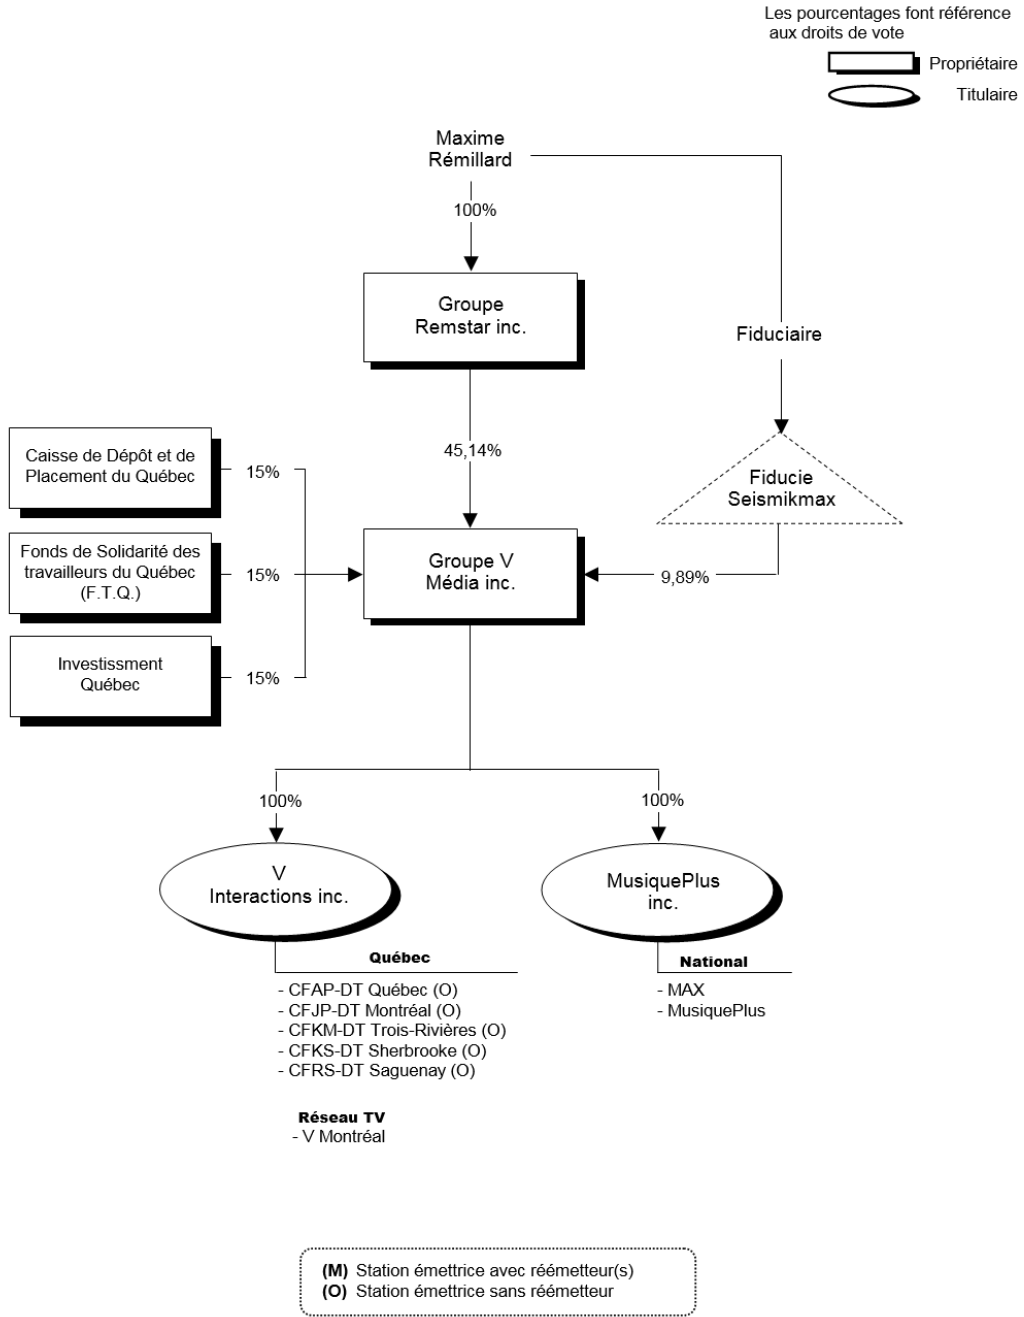 Les pourcentages font référence
aux droits de vote
Propriétaire
Titulaire
Maxime
Rémillard
100%
Groupe
Remstar inc.
Fiduciaire
45,14%
Caisse de Dépôt et de
Placement du Québec
15%
Fiducie
Seismikmax
Fonds de Solidarité des
travailleurs du Québec
(F.T.Q.)
15%
Groupe V
Média inc.
9,89%
Investissment
Québec
15%
100%
100%
V
Interactions inc.
MusiquePlus
inc.
Québec
- CFAP-DT Québec (O)
- CFJP-DT Montréal (O)
- CFKM-DT Trois-Rivières (O)
- CFKS-DT Sherbrooke (O)
- CFRS-DT Saguenay (O)
National
- MAX
- MusiquePlus
Réseau TV
- V Montréal
(M) Station émettrice avec réémetteur(s)
(O) Station émettrice sans réémetteur